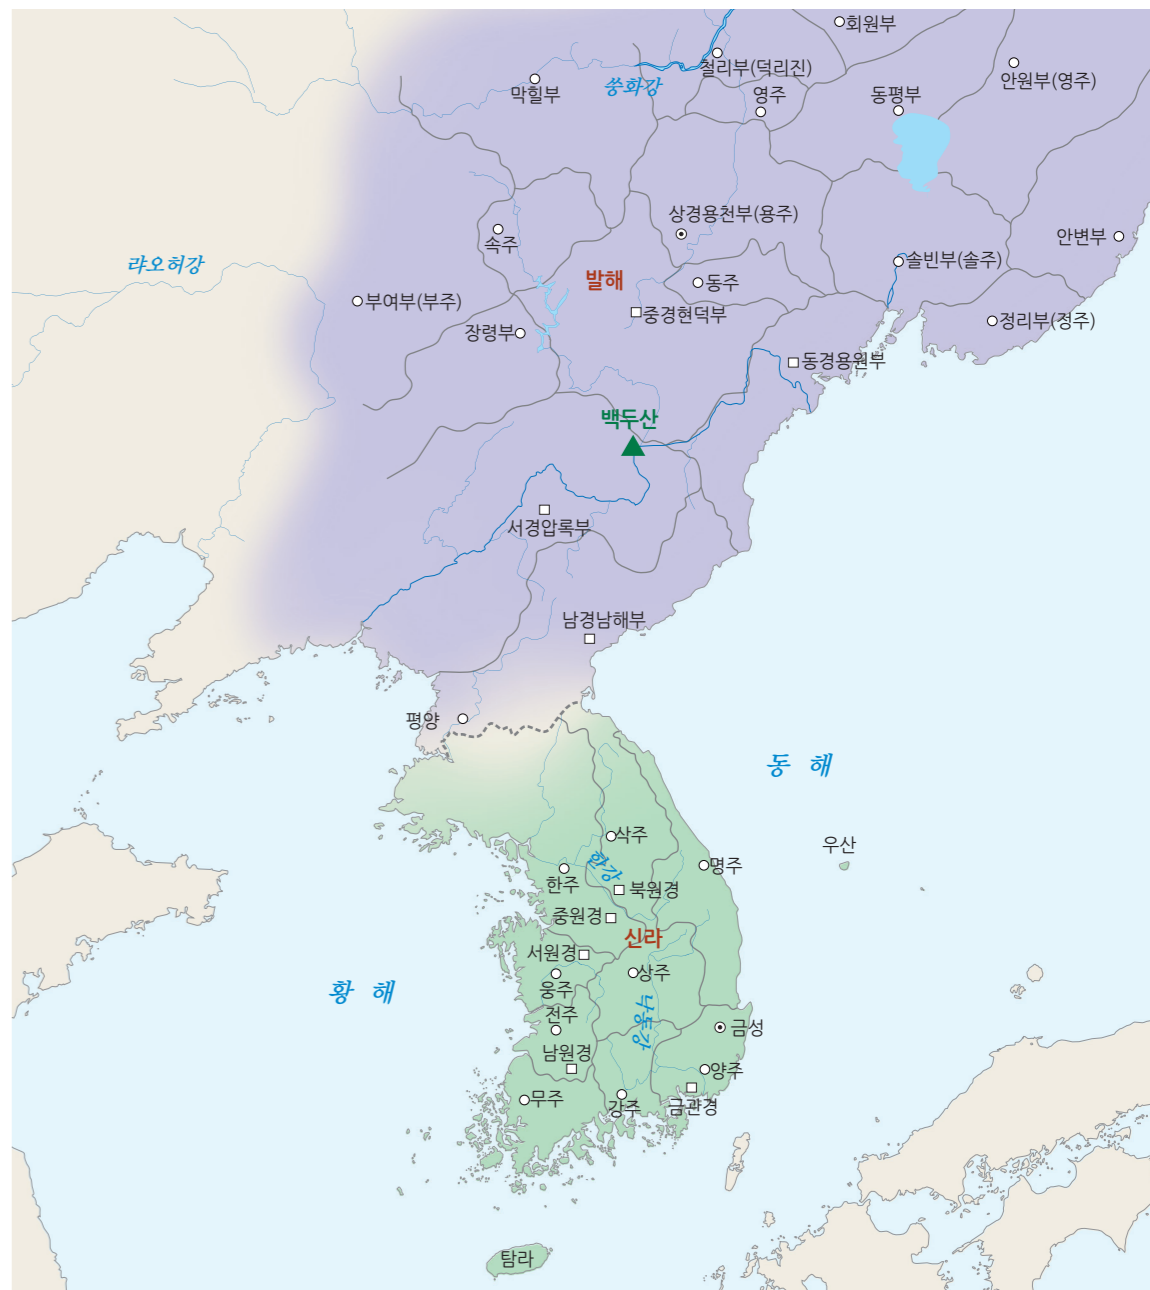 회원부
철리부(덕리진)
안원부(영주)
막힐부
쑹화강
영주
동평부
상경용천부(용주)
속주
안변부
랴오허강
솔빈부(솔주)
발해
동주
부여부(부주)
중경현덕부
정리부(정주)
장령부
동경용원부
백두산
서경압록부
남경남해부
평양
동 해
삭주
우산
명주
한강
한주
북원경
중원경
신라
서원경
상주
웅주
황 해
전주
낙동강
금성
남원경
양주
무주
강주
금관경
탐라